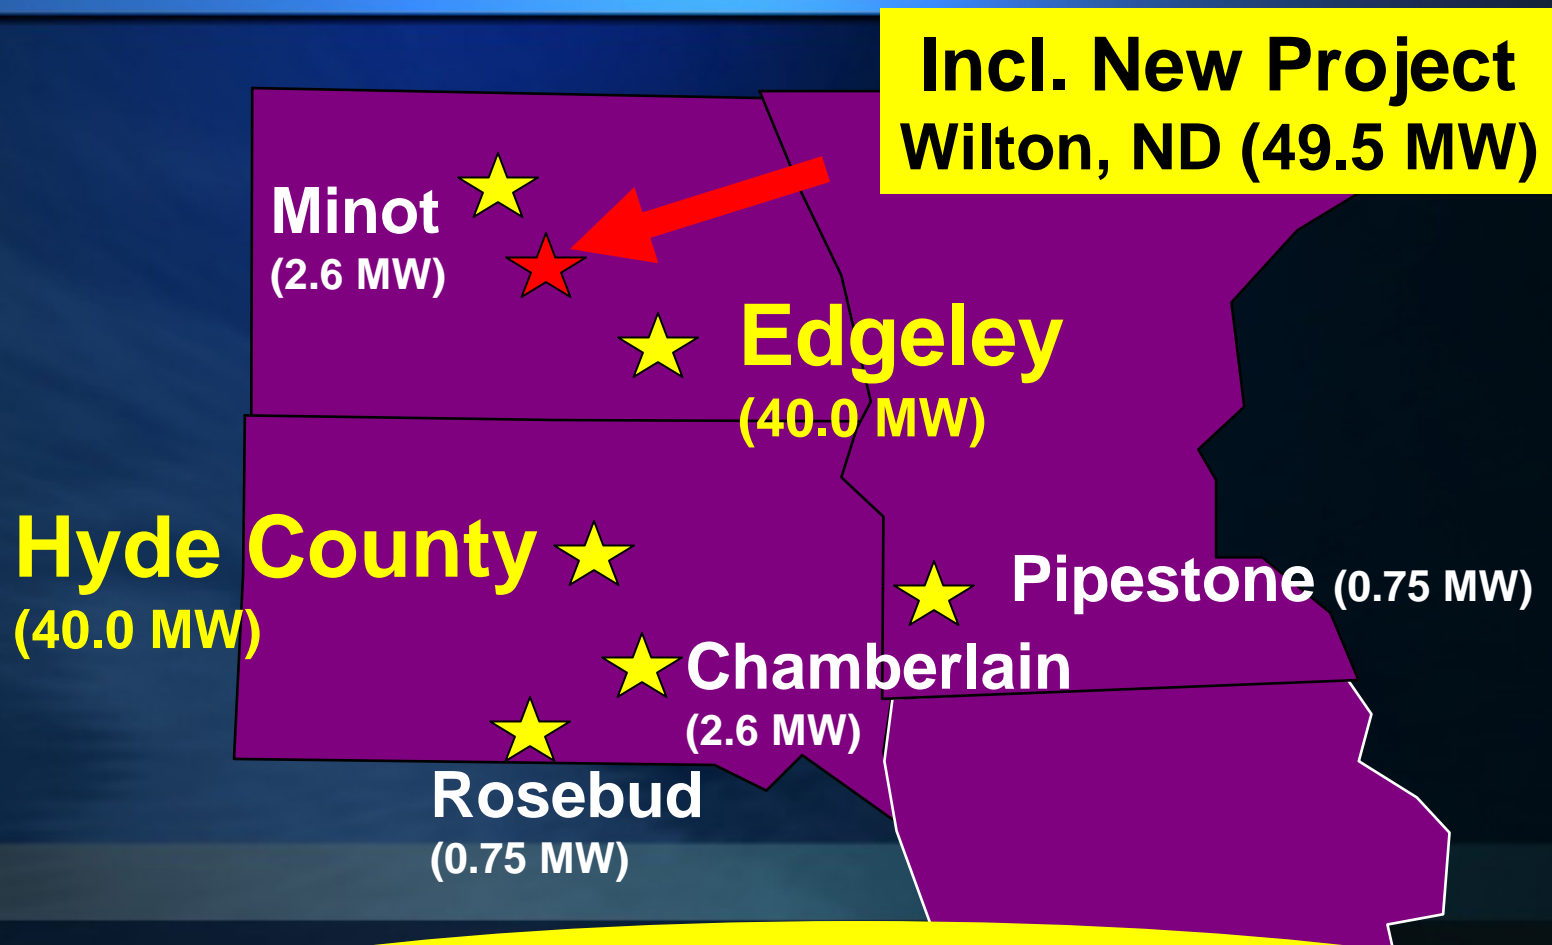 Incl. New Project
Wilton, ND (49.5 MW)
Minot
(2.6 MW)
Edgeley
(40.0 MW)
Hyde County
(40.0 MW)
Pipestone (0.75 MW)
Chamberlain
(2.6 MW)
Rosebud
(0.75 MW)